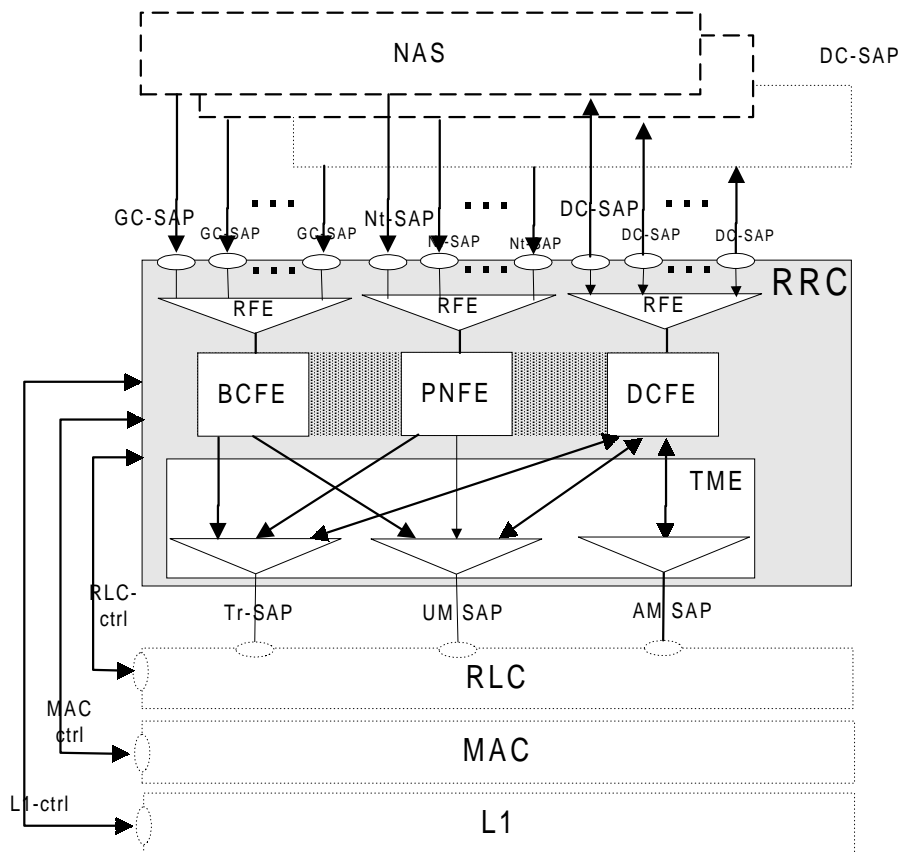 NAS
DC-SAP
GC-SAP
GC-SAP
GC-SAP
Nt-SAP
Nt-SAP
Nt-SAP
DC-SAP
DC-SAP
DC-SAP
RRC
RFE
RFE
RFE
BCFE
PNFE
DCFE
TME
RLC-
ctrl
Tr-SAP
UM SAP
AM SAP
RLC
MAC
ctrl
MAC
L1-ctrl
L1